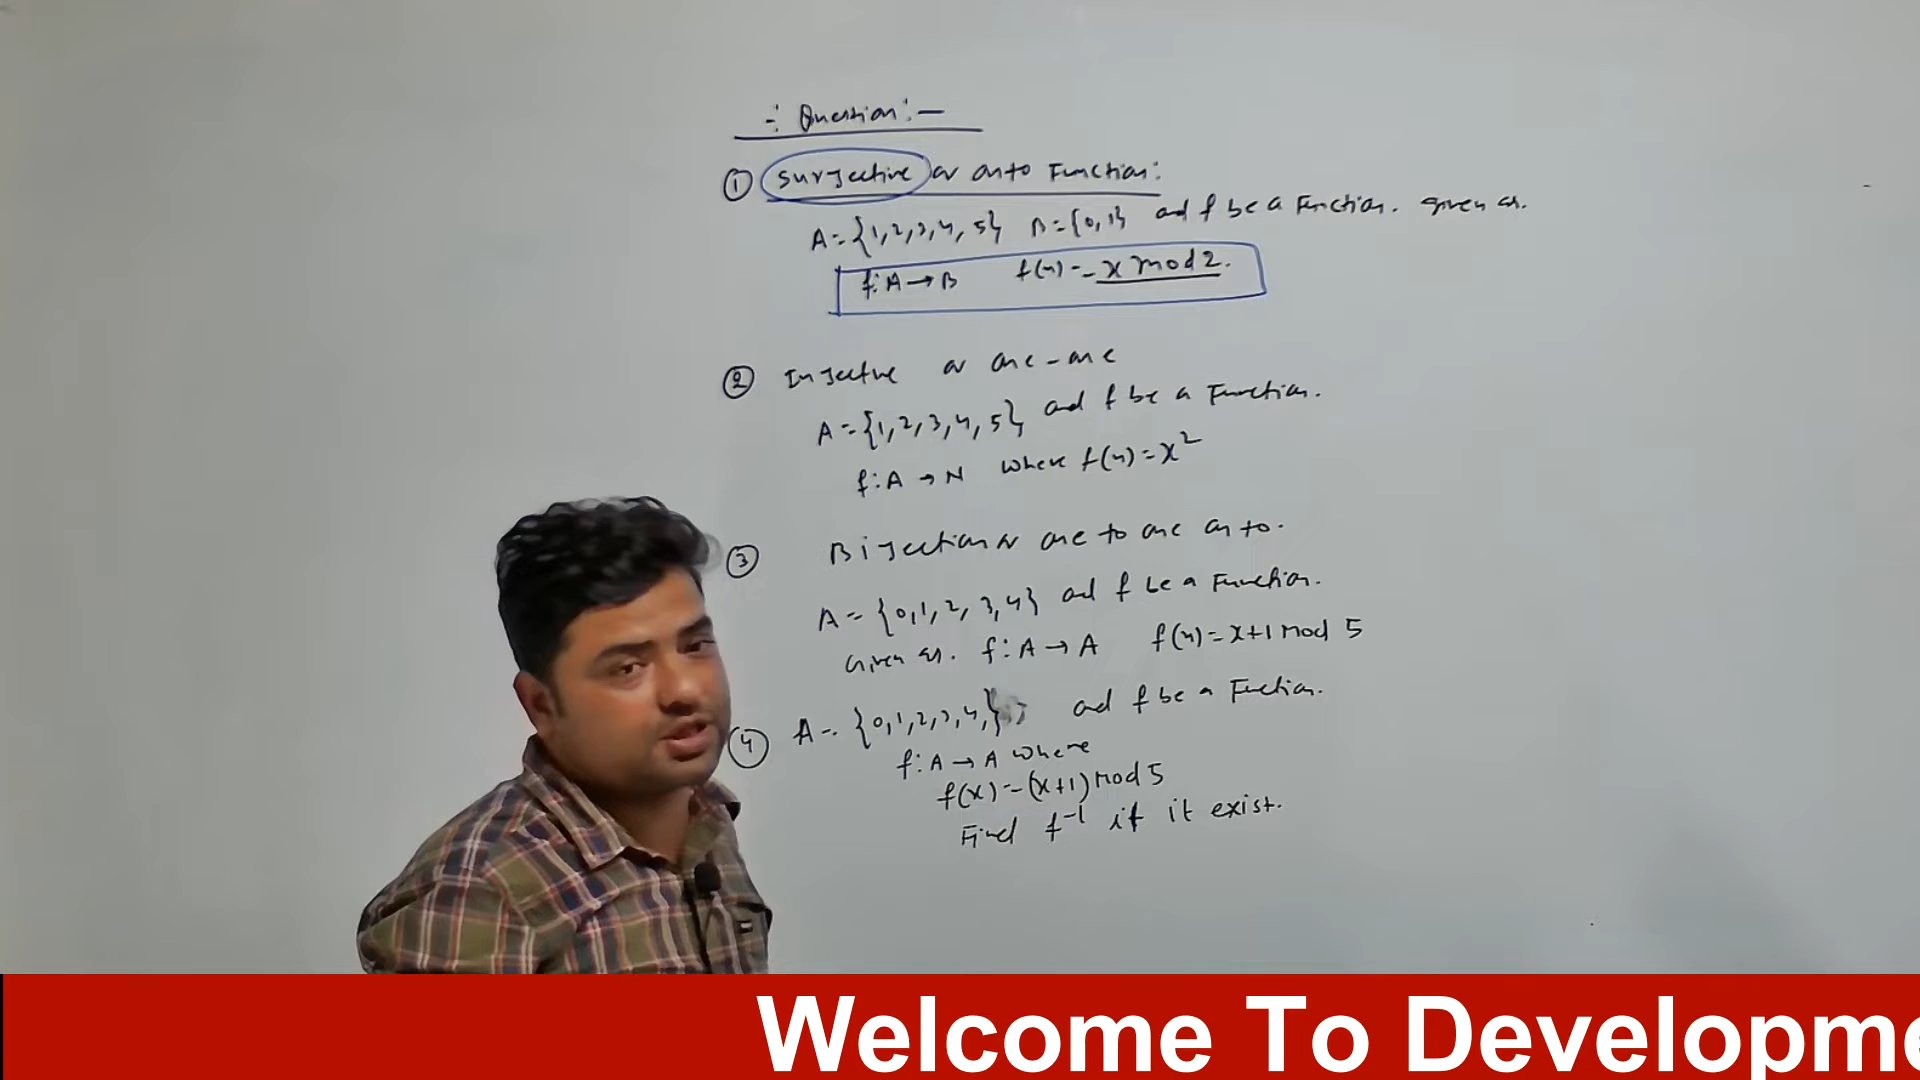 -: Question :-
① Surjective or onto Function:
A = {1, 2, 3, 4, 5} B = {0, 1} and f be a Function. given as.
f: A → B f(x) = x mod 2.
② Injective or one-one
A = {1, 2, 3, 4, 5} and f be a Function.
f: A → N where f(x) = x²
③ Bijection or one to one onto.
A = {0, 1, 2, 3, 4} and f be a Function.
Given as. f: A → A f(x) = x+1 Mod 5
④ A = {0, 1, 2, 3, 4,} and f be a Function.
f: A → A where
f(x) = (x+1) Mod 5
Find f⁻¹ if it exist.
Welcome To Developme